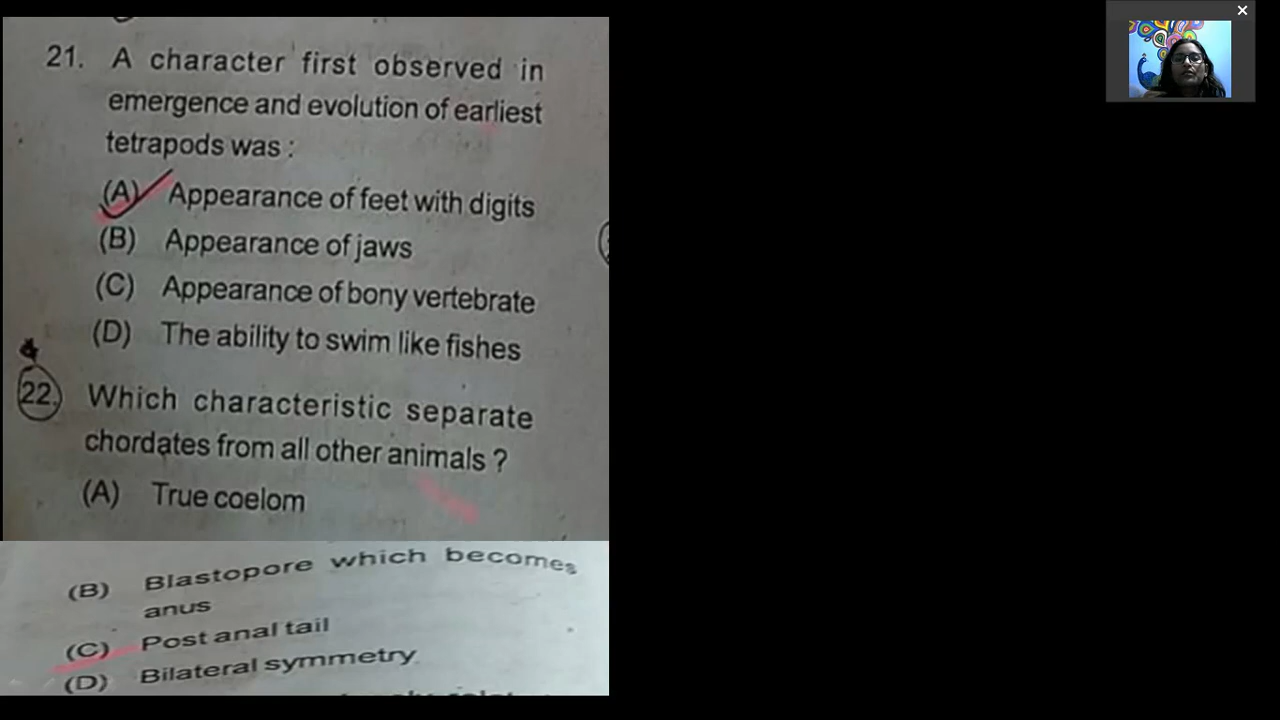 21. A character first observed in
emergence and evolution of earliest
tetrapods was :
(A) Appearance of feet with digits
(B) Appearance of jaws
(C) Appearance of bony vertebrate
(D) The ability to swim like fishes
22. Which characteristic separate
chordates from all other animals ?
(A) True coelom
(B) Blastopore which becomes
anus
(C) Post anal tail
(D) Bilateral symmetry